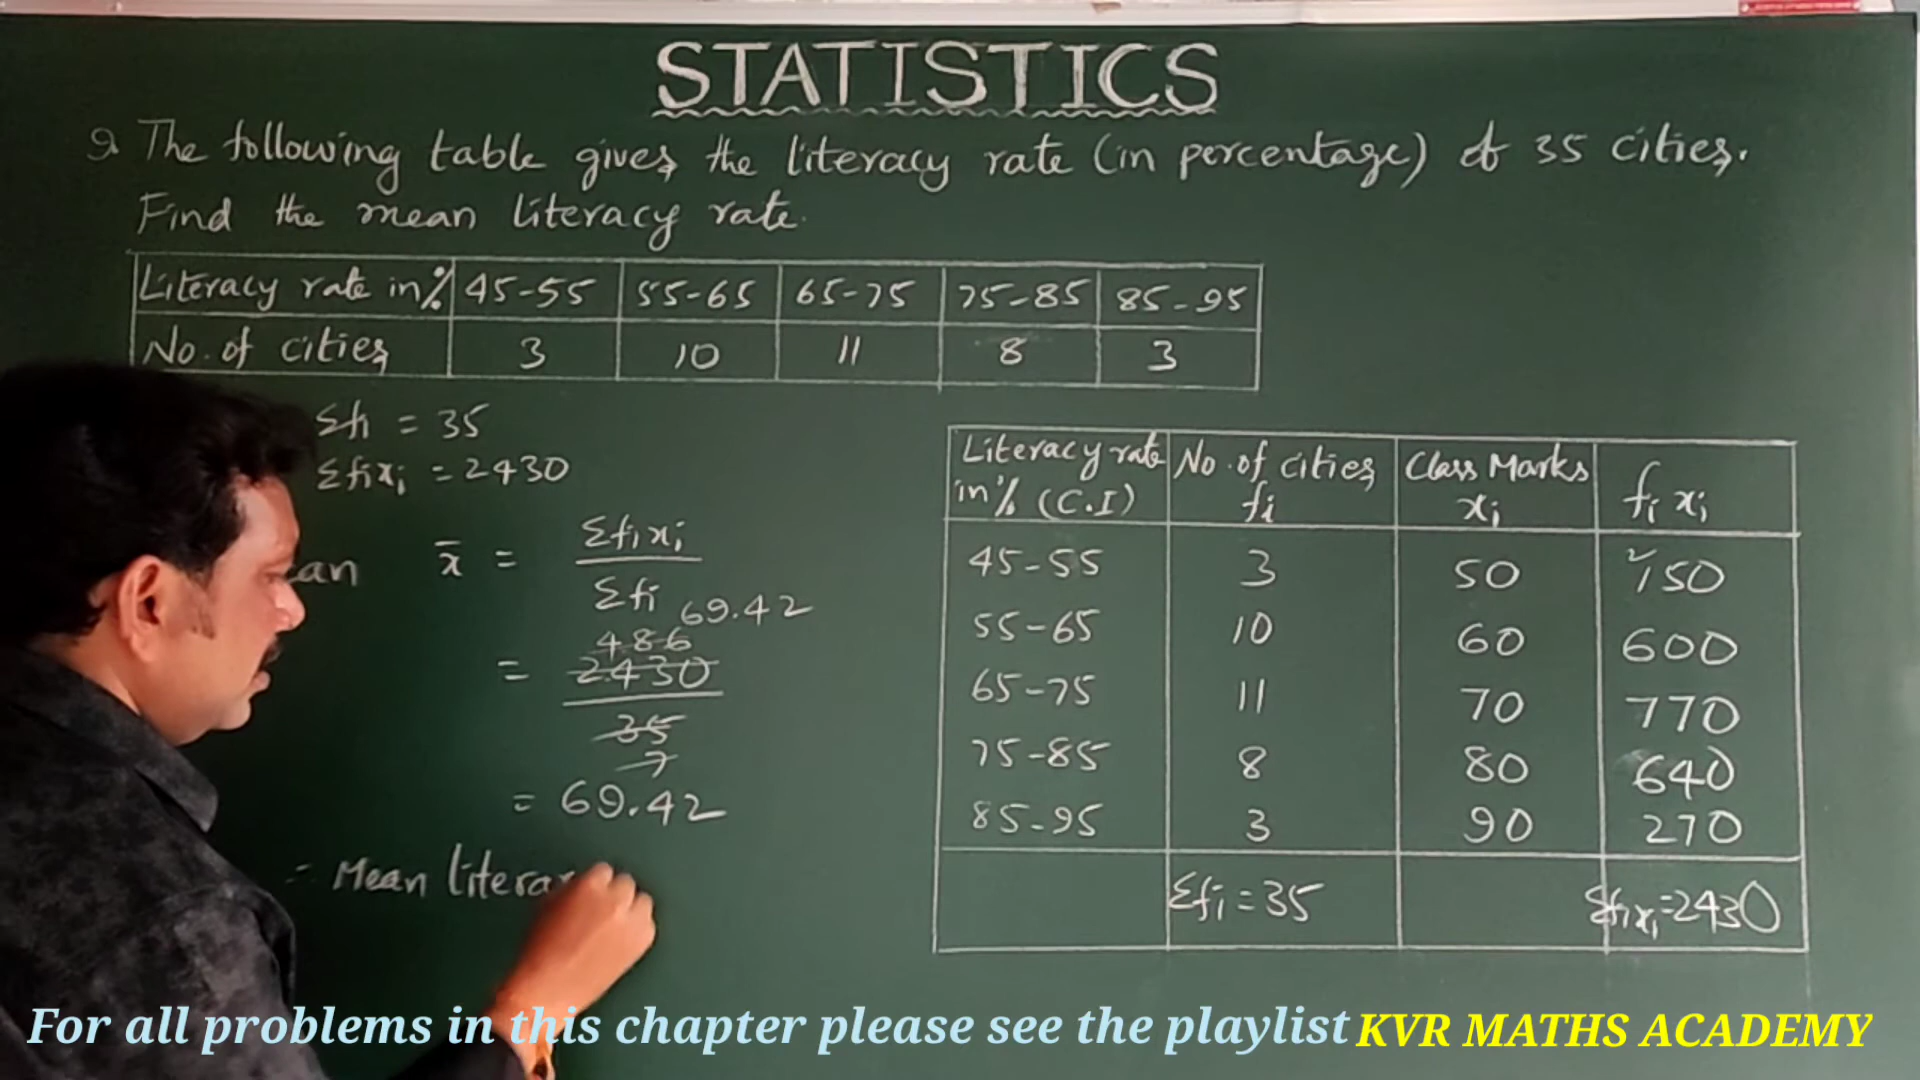 STATISTICS
9 The following table gives the literacy rate (in percentage) of 35 cities.
Find the mean literacy rate.
Literacy rate in % 45-55 55-65 65-75 75-85 85-95
No. of cities 3 10 11 8 3
Σfi = 35
Σfixi = 2430
x̄ = Σfixi
Σfi 69.42
486
= 2430
35
7
= 69.42
∴ Mean
Literacy rate in % (C.I) No. of cities fi Class Marks xi fixi
45-55 3 50 150
55-65 10 60 600
65-75 11 70 770
75-85 8 80 640
85-95 3 90 270
Σfi = 35 Σfixi = 2430
For all problems in this chapter please see the playlist KVR MATHS ACADEMY